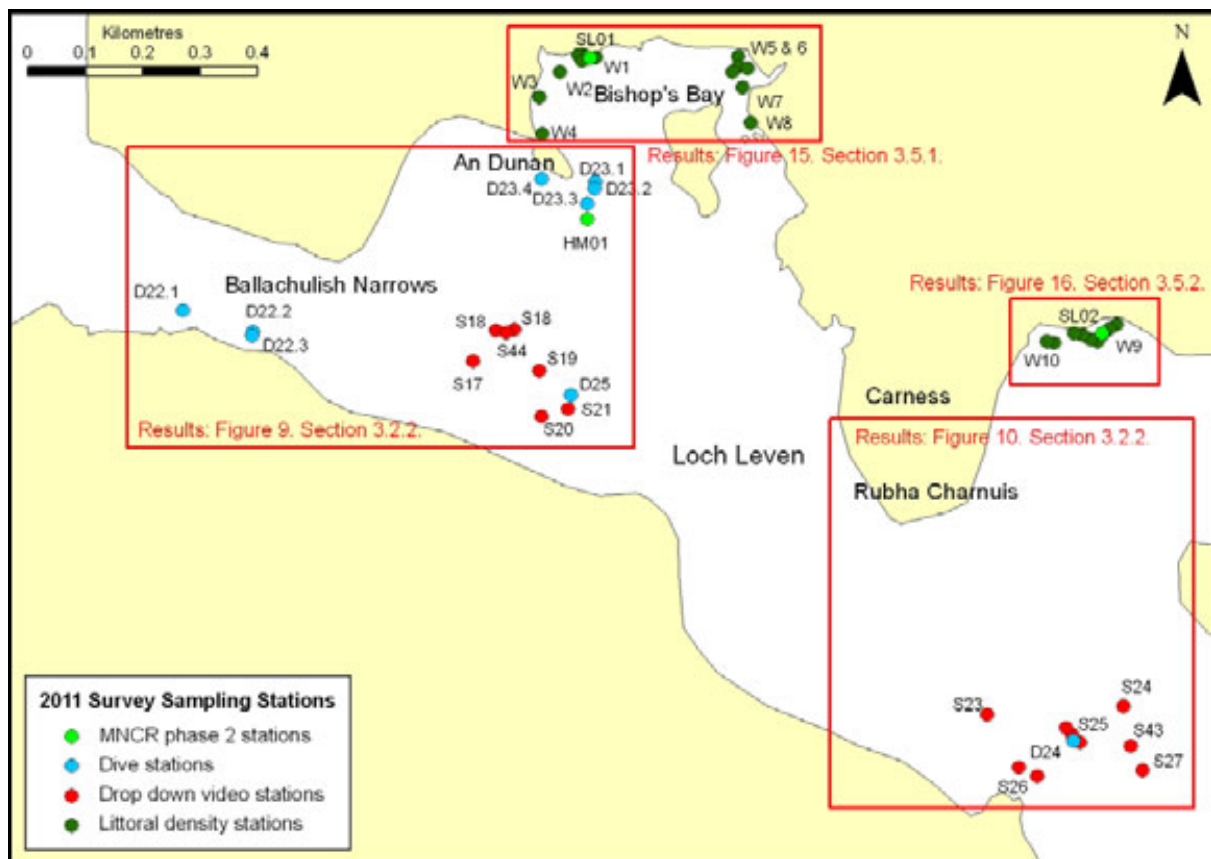 Kilometres
0 0.1 0.2 0.3 0.4
N
SL01
W1
W2
W3
W4
W5 & 6
Bishop's Bay
W7
W8
Results: Figure 15. Section 3.5.1.
An Dunan
D23.1
D23.2
D23.3
D23.4
HM01
Ballachulish Narrows
D22.1
D22.2
D22.3
S18
S18
S44
S19
S17
D25
S21
S20
Results: Figure 9. Section 3.2.2.
Results: Figure 16. Section 3.5.2.
SL02
W9
W10
Carness
Results: Figure 10. Section 3.2.2.
Loch Leven
Rubha Charnuis
S24
S23
S25
S43
D24
S27
S26
2011 Survey Sampling Stations
MNCR phase 2 stations
Dive stations
Drop down video stations
Littoral density stations